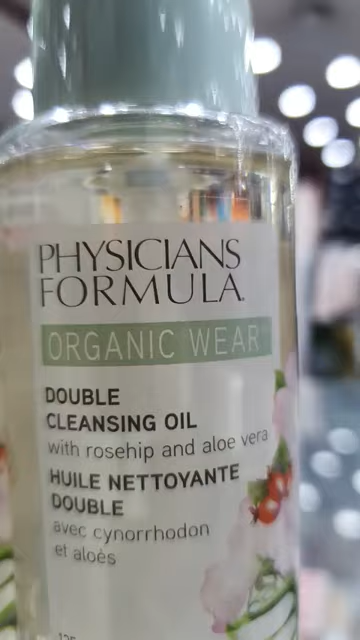 PHYSICIANS
FORMULA.
ORGANIC WEAR
DOUBLE
CLEANSING OIL
with rosehip and aloe vera
HUILE NETTOYANTE
DOUBLE
avec cynorrhodon
et aloès